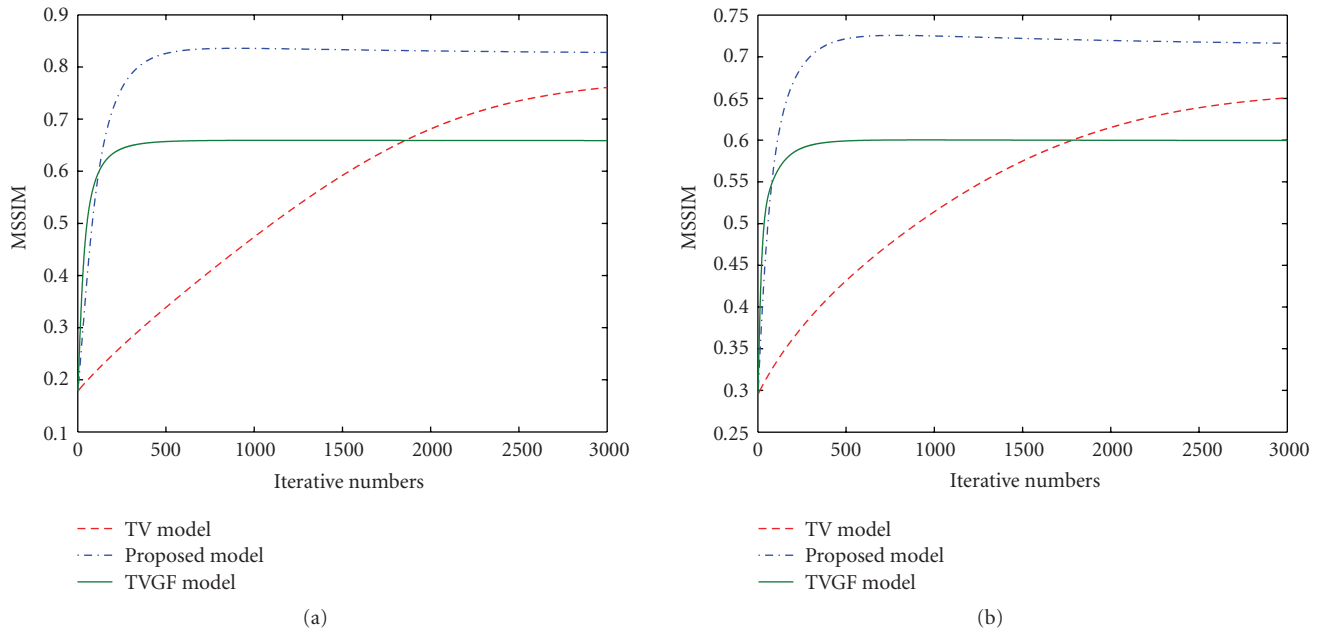 0.9
0.8
0.7
0.6
0.5
0.4
0.3
0.2
0.1
MSSIM
0 500 1000 1500 2000 2500 3000
Iterative numbers
TV model
Proposed model
TVGF model
(a)
0.75
0.7
0.65
0.6
0.55
0.5
0.45
0.4
0.35
0.3
0.25
MSSIM
0 500 1000 1500 2000 2500 3000
Iterative numbers
TV model
Proposed model
TVGF model
(b)